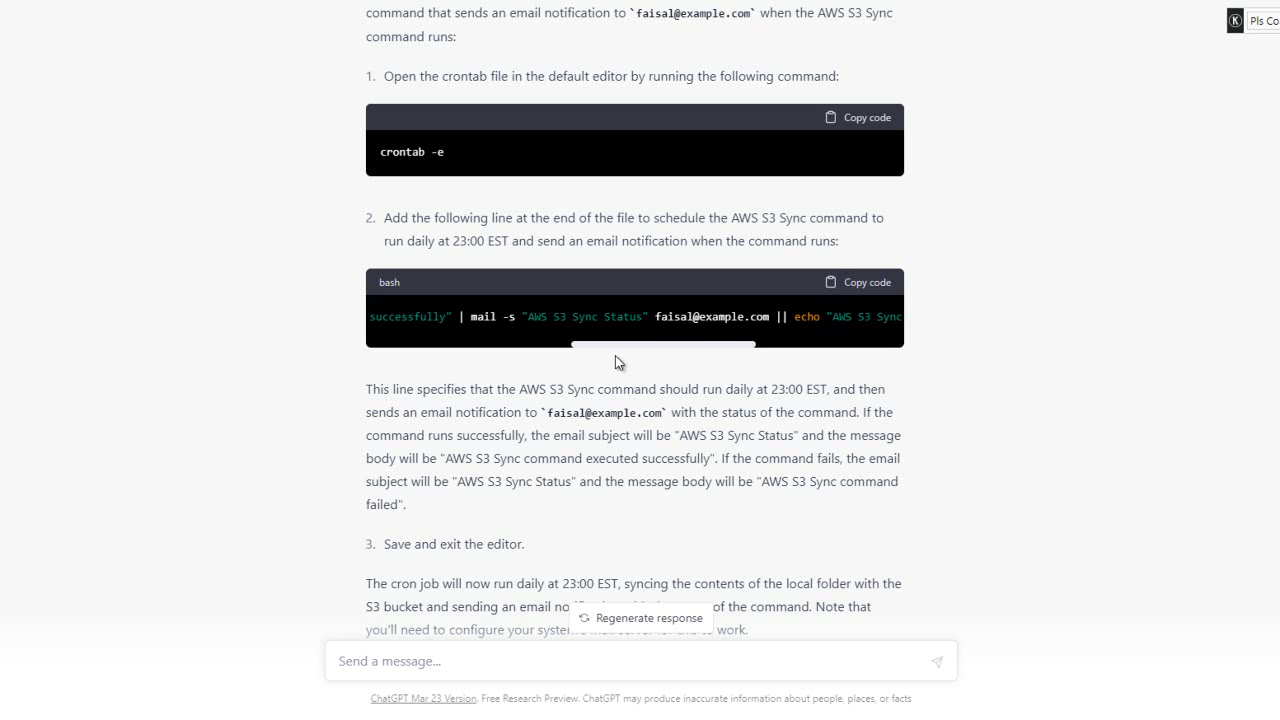 command that sends an email notification to `faisal@example.com` when the AWS S3 Sync
Pls Co
command runs:
1. Open the crontab file in the default editor by running the following command:
Copy code
crontab -e
2. Add the following line at the end of the file to schedule the AWS S3 Sync command to
run daily at 23:00 EST and send an email notification when the command runs:
bash Copy code
successfully" | mail -s "AWS S3 Sync Status" faisal@example.com || echo "AWS S3 Sync
This line specifies that the AWS S3 Sync command should run daily at 23:00 EST, and then
sends an email notification to `faisal@example.com` with the status of the command. If the
command runs successfully, the email subject will be "AWS S3 Sync Status" and the message
body will be "AWS S3 Sync command executed successfully". If the command fails, the email
subject will be "AWS S3 Sync Status" and the message body will be "AWS S3 Sync command
failed".
3. Save and exit the editor.
The cron job will now run daily at 23:00 EST, syncing the contents of the local folder with the
S3 bucket and sending an email of the command. Note that
Regenerate response
you'll need to configure your to work.
Send a message...
ChatGPT Mar 23 Version. Free Research Preview. ChatGPT may produce inaccurate information about people, places, or facts